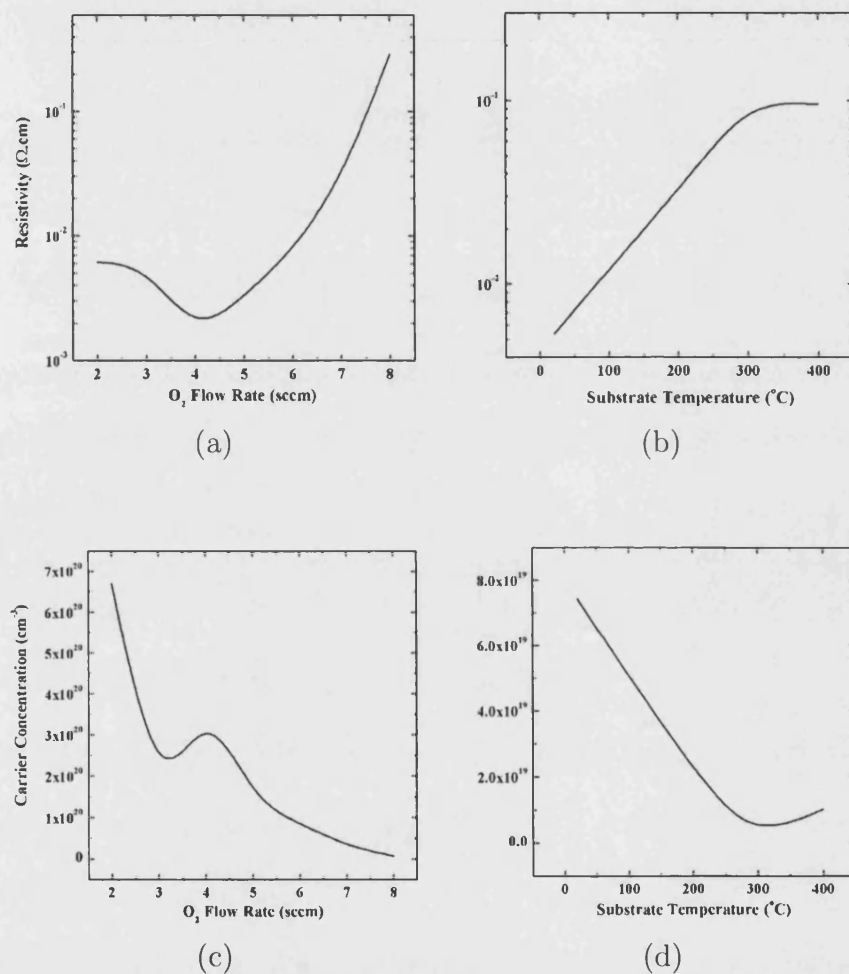 Resistivity (Ω.cm)
10⁻¹
10⁻²
10⁻³
2 3 4 5 6 7 8
O₂ Flow Rate (sccm)
(a)
10⁻¹
10⁻²
0 100 200 300 400
Substrate Temperature (°C)
(b)
Carrier Concentration (cm⁻³)
7x10²⁰
6x10²⁰
5x10²⁰
4x10²⁰
3x10²⁰
2x10²⁰
1x10²⁰
0
2 3 4 5 6 7 8
O₂ Flow Rate (sccm)
(c)
8.0x10¹⁹
6.0x10¹⁹
4.0x10¹⁹
2.0x10¹⁹
0.0
0 100 200 300 400
Substrate Temperature (°C)
(d)